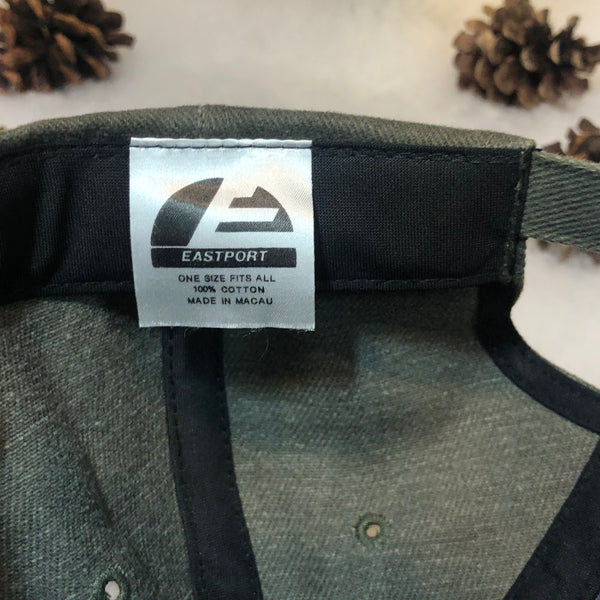 EASTPORT
ONE SIZE FITS ALL
100% COTTON
MADE IN MACAU